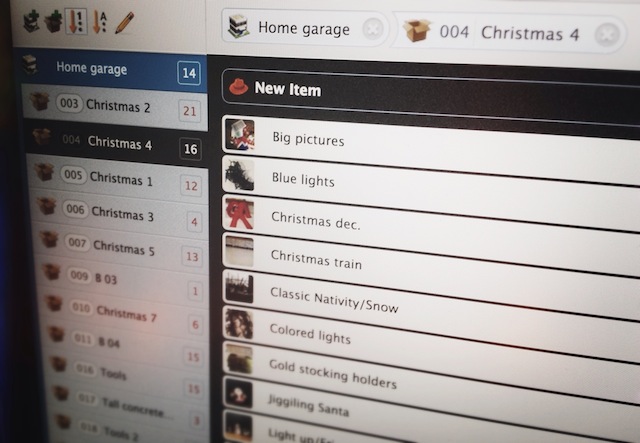 Home garage
004 Christmas 4
Home garage 14
003 Christmas 2 21
004 Christmas 4 16
005 Christmas 1 12
006 Christmas 3 4
007 Christmas 5 13
009 B 03 1
010 Christmas 7 6
011 B 04 15
016 Tools 15
017 Tall concrete... 3
018 Tools 2
New Item
Big pictures
Blue lights
Christmas dec.
Christmas train
Classic Nativity/Snow
Colored lights
Gold stocking holders
Jiggiling Santa
Light up/